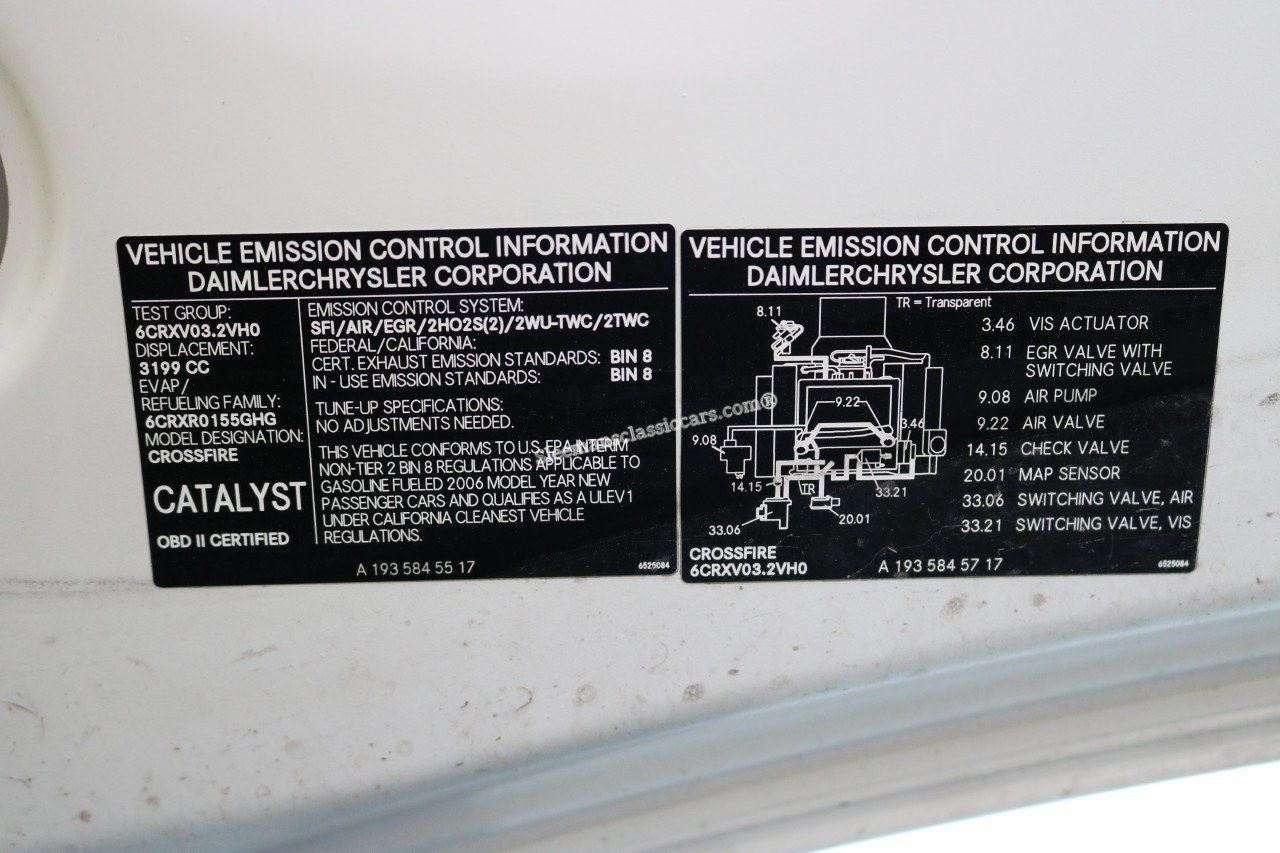 VEHICLE EMISSION CONTROL INFORMATION
DAIMLERCHRYSLER CORPORATION
TEST GROUP:
6CRXV03.2VH0
DISPLACEMENT:
3199 CC
EVAP/
REFUELING FAMILY:
6CRXR0155GHG
MODEL DESIGNATION:
CROSSFIRE
CATALYST
OBD II CERTIFIED
EMISSION CONTROL SYSTEM:
SFI/AIR/EGR/2HO2S(2)/2WU-TWC/2TWC
FEDERAL/CALIFORNIA:
CERT. EXHAUST EMISSION STANDARDS: BIN 8
IN - USE EMISSION STANDARDS: BIN 8
TUNE-UP SPECIFICATIONS:
NO ADJUSTMENTS NEEDED.
THIS VEHICLE CONFORMS TO U.S. EPA INTERIM
NON-TIER 2 BIN 8 REGULATIONS APPLICABLE TO
GASOLINE FUELED 2006 MODEL YEAR NEW
PASSENGER CARS AND QUALIFIES AS A ULEV1
UNDER CALIFORNIA CLEANEST VEHICLE
REGULATIONS.
A 193 584 55 17
6525084
VEHICLE EMISSION CONTROL INFORMATION
DAIMLERCHRYSLER CORPORATION
TR = Transparent
8.11
9.22
3.46
9.08
14.15
TR
33.21
33.06
20.01
3.46 VIS ACTUATOR
8.11 EGR VALVE WITH
SWITCHING VALVE
9.08 AIR PUMP
9.22 AIR VALVE
14.15 CHECK VALVE
20.01 MAP SENSOR
33.06 SWITCHING VALVE, AIR
33.21 SWITCHING VALVE, VIS
CROSSFIRE
6CRXV03.2VH0
A 193 584 57 17
6525084
classiccars.com®